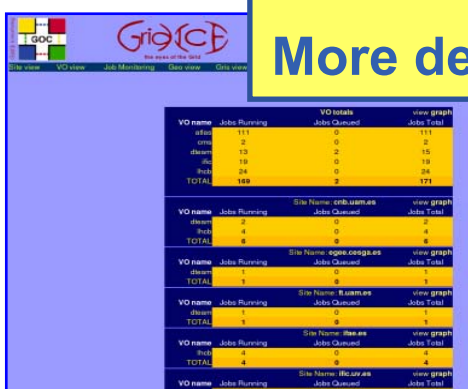 GOC
GridICE
the eyes of the Grid
More de
Site view VO view Job Monitoring Geo view Gris view
VO totals view graph
VO name Jobs Running Jobs Queued Jobs Total
atlas 111 0 111
cms 2 0 2
dteam 13 2 15
ific 19 0 19
lhcb 24 0 24
TOTAL 169 2 171
Site Name: cnb.uam.es view graph
VO name Jobs Running Jobs Queued Jobs Total
dteam 2 0 2
lhcb 4 0 4
TOTAL 6 0 6
Site Name: egee.cesga.es view graph
VO name Jobs Running Jobs Queued Jobs Total
dteam 1 0 1
TOTAL 1 0 1
Site Name: ft.uam.es view graph
VO name Jobs Running Jobs Queued Jobs Total
dteam 1 0 1
TOTAL 1 0 1
Site Name: ifae.es view graph
VO name Jobs Running Jobs Queued Jobs Total
lhcb 4 0 4
TOTAL 4 0 4
Site Name: ific.uv.es view graph
VO name Jobs Running Jobs Queued Jobs Total